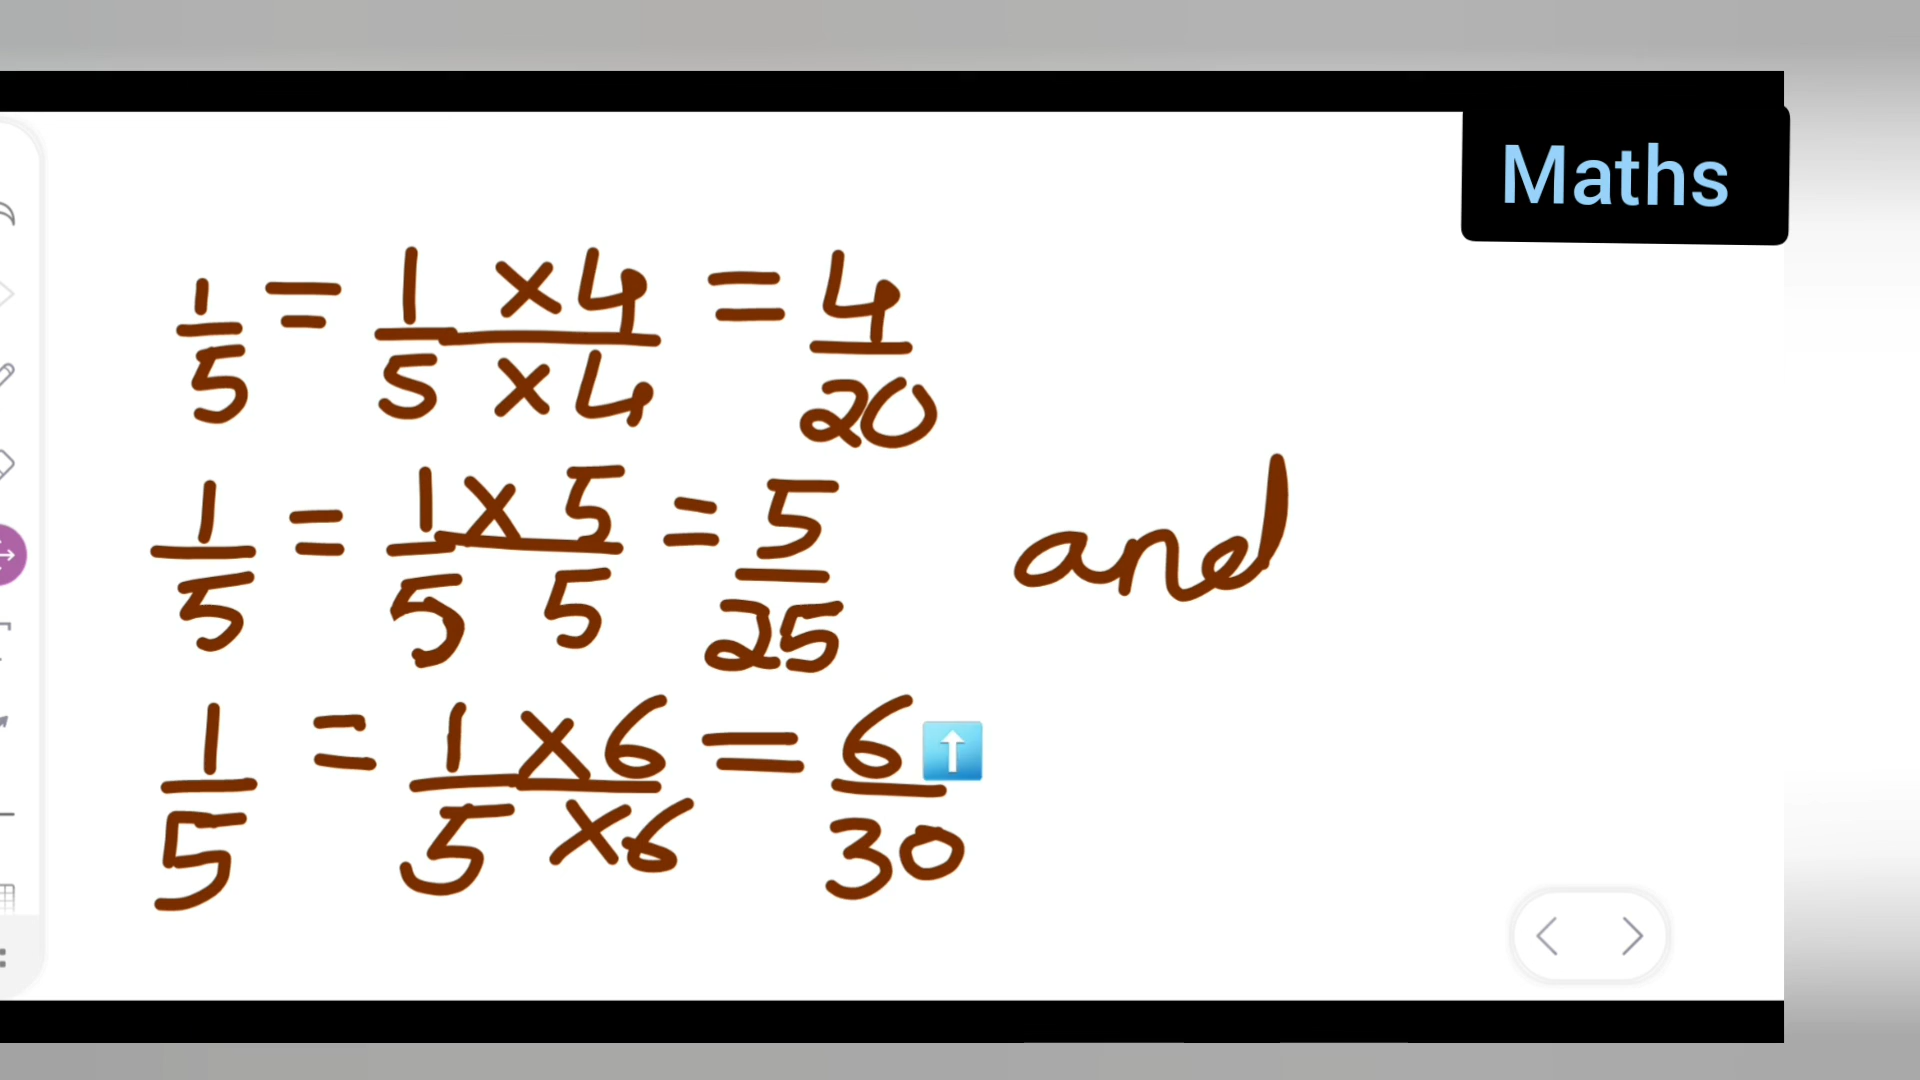 Maths
1/5 = 1 × 4 / 5 × 4 = 4/20
1/5 = 1 × 5 / 5 5 = 5/25
and
1/5 = 1 × 6 / 5 × 6 = 6/30